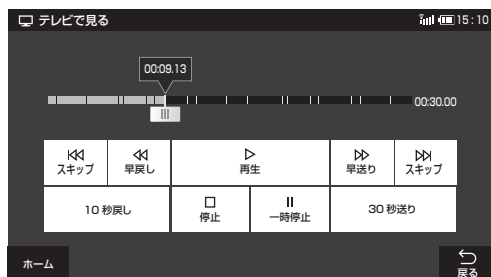 テレビで見る
15:10
00:09.13
00:30.00
スキップ
早戻し
再生
早送り
スキップ
10 秒戻し
停止
一時停止
30 秒送り
ホーム
戻る